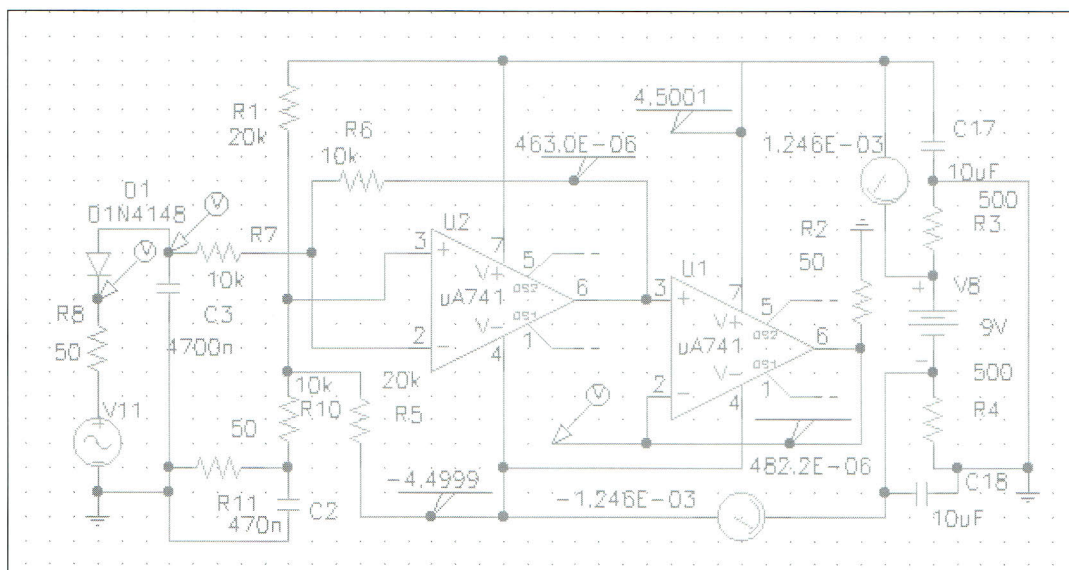 R1
20k
R6
10k
463.0E-06
4.5001
1.246E-03
C17
10uF
500
R3
D1
D1N4148
V
V
R7
10k
C3
4700n
R8
50
V11
U2
3
+
7
V+
5
OS2
uA741
6
OS1
V-
1
2
-
4
20k
U1
3
+
7
V+
5
OS2
uA741
6
OS1
V-
1
2
-
4
R2
50
+
V8
9V
-
500
R4
10k
R10
R5
50
V
482.2E-06
R11
470n
C2
-4.4999
-1.246E-03
C18
10uF